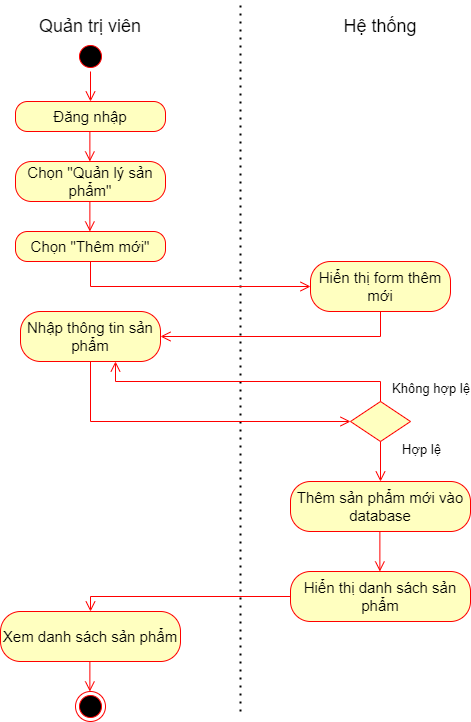 Quản trị viên
Hệ thống
Đăng nhập
Chọn "Quản lý sản
phẩm"
Chọn "Thêm mới"
Hiển thị form thêm
mới
Nhập thông tin sản
phẩm
Không hợp lệ
Hợp lệ
Thêm sản phẩm mới vào
database
Hiển thị danh sách sản
phẩm
Xem danh sách sản phẩm